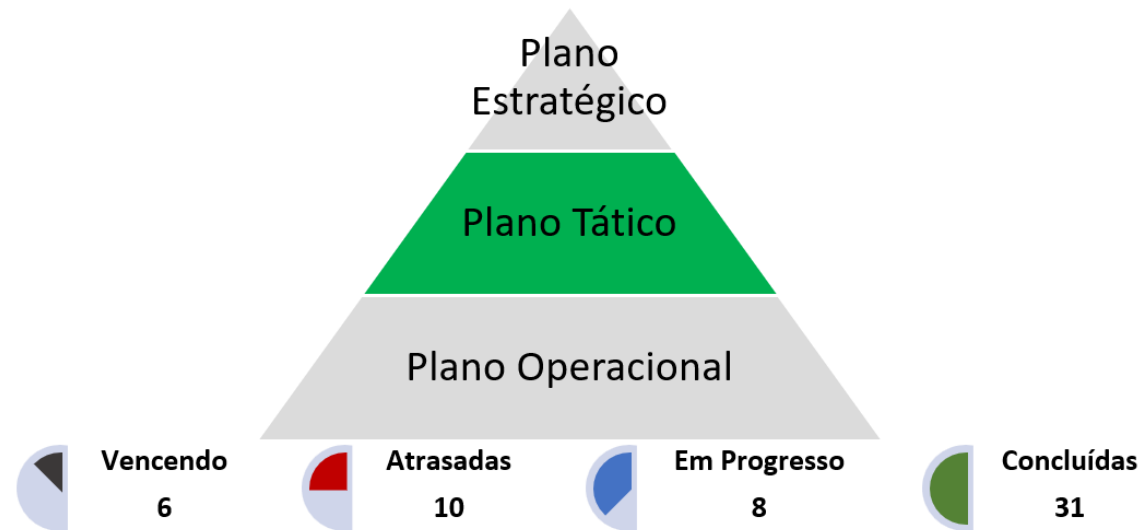 Plano
Estratégico
Plano Tático
Plano Operacional
Vencendo
6
Atrasadas
10
Em Progresso
8
Concluídas
31